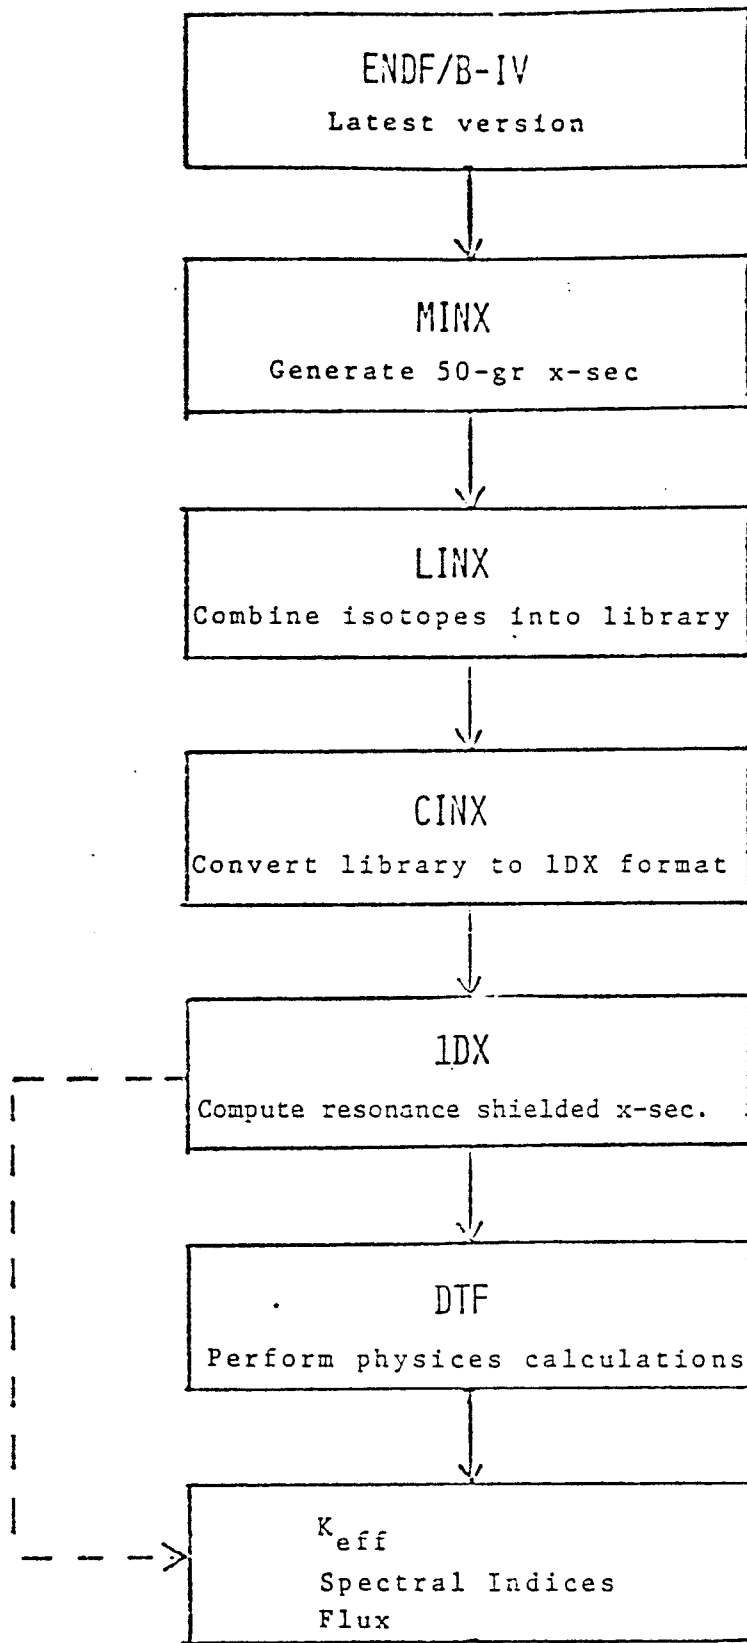 ENDF/B-IV
Latest version
MINX
Generate 50-gr x-sec
LINX
Combine isotopes into library
CINX
Convert library to 1DX format
1DX
Compute resonance shielded x-sec.
DTF
Perform physices calculations
Keff
Spectral Indices
Flux